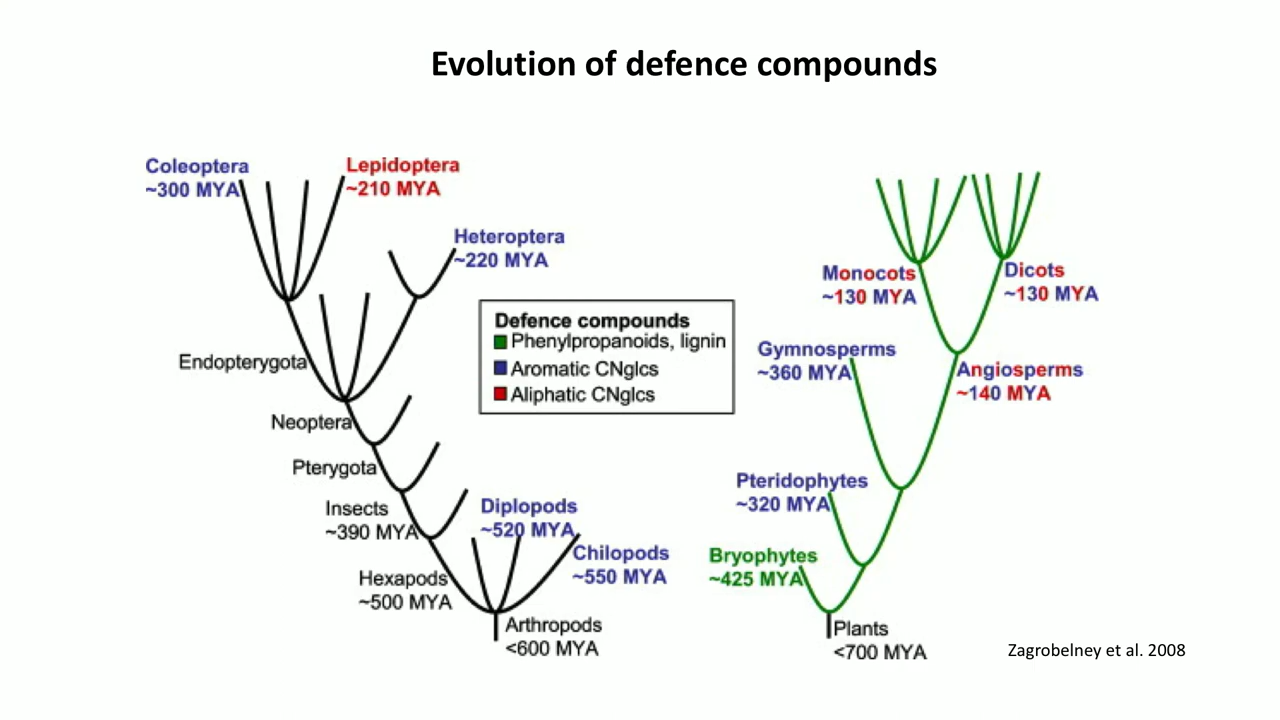 Evolution of defence compounds
Coleoptera
~300 MYA
Lepidoptera
~210 MYA
Heteroptera
~220 MYA
Endopterygota
Neoptera
Pterygota
Insects
~390 MYA
Diplopods
~520 MYA
Chilopods
~550 MYA
Hexapods
~500 MYA
Arthropods
<600 MYA
Defence compounds
Phenylpropanoids, lignin
Aromatic CNglcs
Aliphatic CNglcs
Monocots
~130 MYA
Dicots
~130 MYA
Gymnosperms
~360 MYA
Angiosperms
~140 MYA
Pteridophytes
~320 MYA
Bryophytes
~425 MYA
Plants
<700 MYA
Zagrobelney et al. 2008